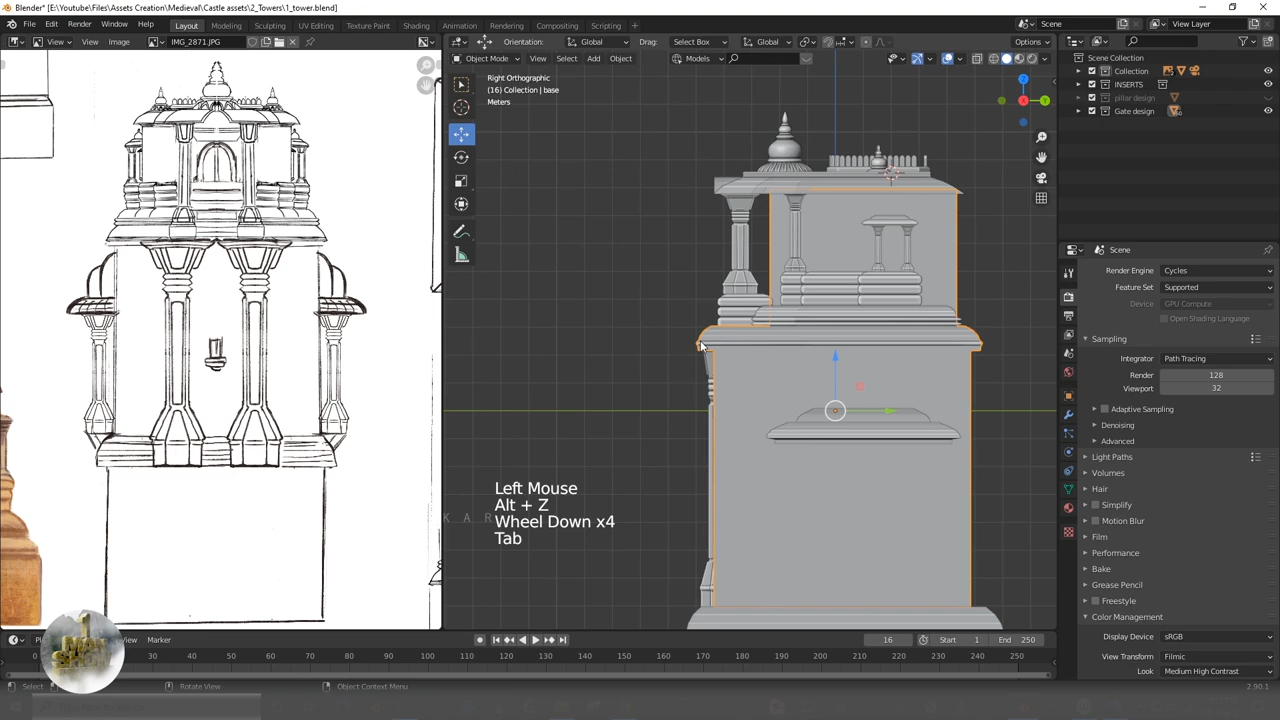 Blender* [E:\Youtube\Files\Assets Creation\Medieval\Castle assets\2_Towers\1_tower.blend]
File Edit Render Window Help Layout Modeling Sculpting UV Editing Texture Paint Shading Animation Rendering Compositing Scripting + Scene View Layer
View View Image IMG_2871.JPG Orientation: Global Drag: Select Box Global Options
Object Mode View Select Add Object Models
Right Orthographic
(16) Collection | base
Meters
Scene Collection
Collection
INSERTS
pillar design
Gate design
Z
X
Y
Scene
Render Engine Cycles
Feature Set Supported
Device GPU Compute
Open Shading Language
Sampling
Integrator Path Tracing
Render 128
Viewport 32
Adaptive Sampling
Denoising
Advanced
Light Paths
Volumes
Hair
Simplify
Motion Blur
Film
Performance
Bake
Grease Pencil
Freestyle
Color Management
Display Device sRGB
View Transform Filmic
Look Medium High Contrast
Left Mouse
Alt + Z
Wheel Down x4
Tab
K A R
View Marker 16 Start 1 End 250
0 30 40 50 60 70 80 90 100 110 120 130 140 150 160 170 180 190 200 210 220 230 240 250
Select Rotate View Object Context Menu 2.90.1